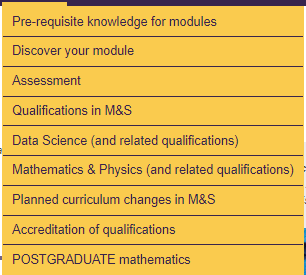 Pre-requisite knowledge for modules
Discover your module
Assessment
Qualifications in M&S
Data Science (and related qualifications)
Mathematics & Physics (and related qualifications)
Planned curriculum changes in M&S
Accreditation of qualifications
POSTGRADUATE mathematics